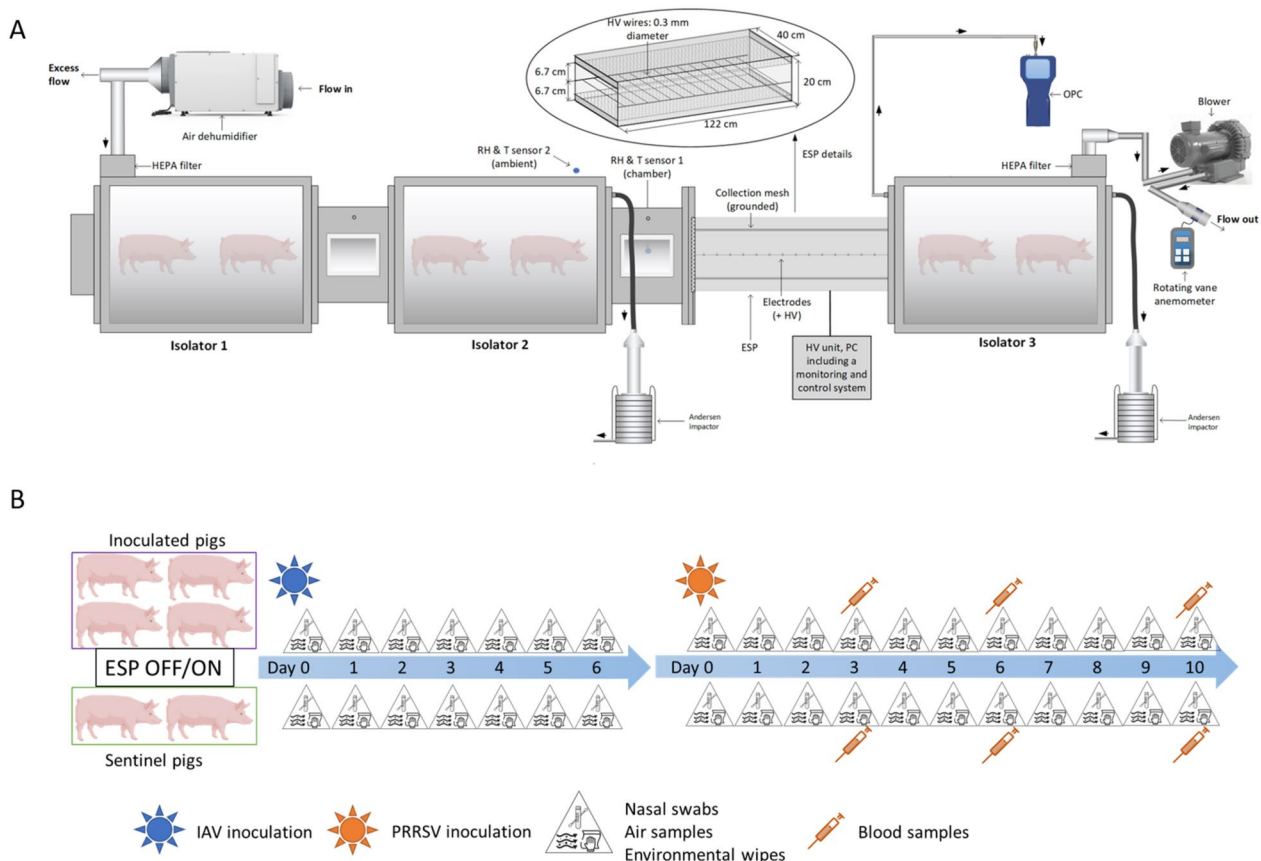 A
HV wires: 0.3 mm
diameter
40 cm
6.7 cm
6.7 cm
20 cm
122 cm
Excess
flow
Flow in
Air dehumidifier
HEPA filter
RH & T sensor 2
(ambient)
RH & T sensor 1
(chamber)
ESP details
Collection mesh
(grounded)
OPC
Blower
HEPA filter
Flow out
Rotating vane
anemometer
Electrodes
(+ HV)
ESP
HV unit, PC
including a
monitoring and
control system
Isolator 1
Isolator 2
Isolator 3
Andersen
impactor
Andersen
impactor
B
Inoculated pigs
ESP OFF/ON
Sentinel pigs
Day 0 1 2 3 4 5 6
Day 0 1 2 3 4 5 6 7 8 9 10
IAV inoculation
PRRSV inoculation
Nasal swabs
Air samples
Environmental wipes
Blood samples